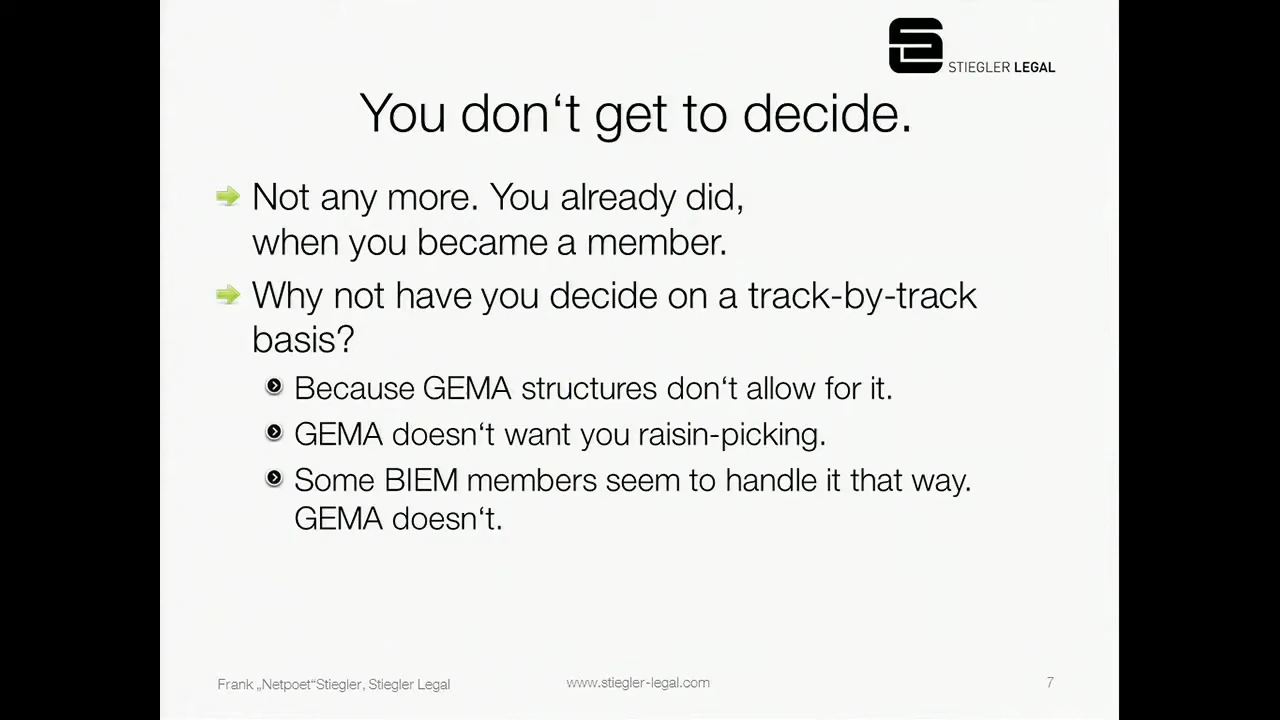 STIEGLER LEGAL
You don‘t get to decide.
Not any more. You already did,
when you became a member.
Why not have you decide on a track-by-track
basis?
Because GEMA structures don‘t allow for it.
GEMA doesn‘t want you raisin-picking.
Some BIEM members seem to handle it that way.
GEMA doesn‘t.
Frank „Netpoet“Stiegler, Stiegler Legal
www.stiegler-legal.com
7